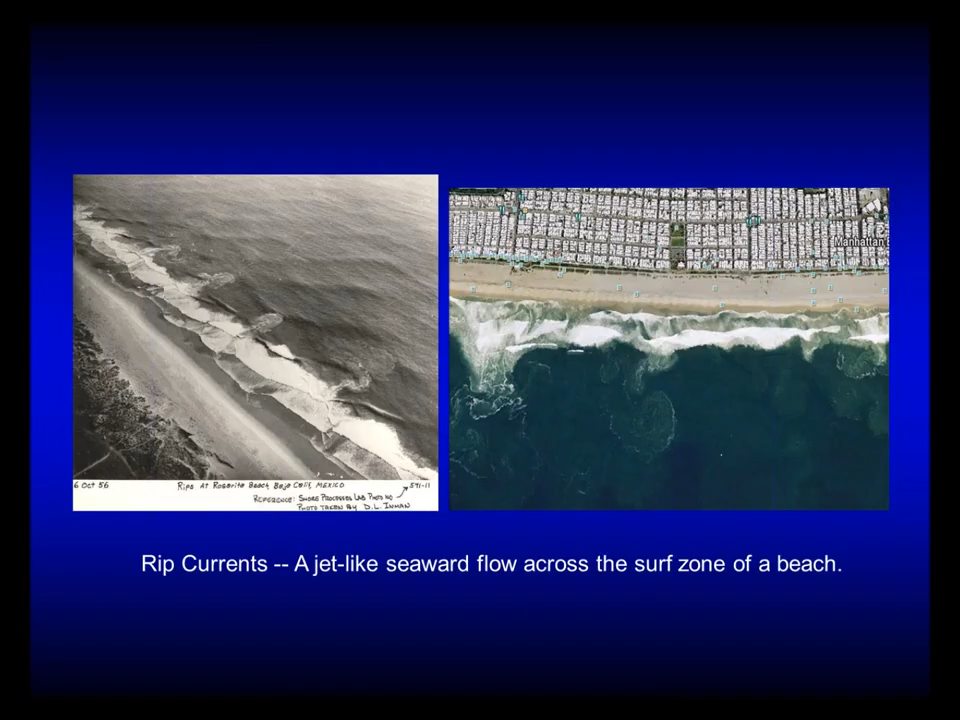 Manhattan
6 Oct 56 Rips at Rosarito Beach, Baja Calif, Mexico 571-11
Reference: Shore Processes Lab Photo No
Photo taken by D.L. Inman
Rip Currents -- A jet-like seaward flow across the surf zone of a beach.